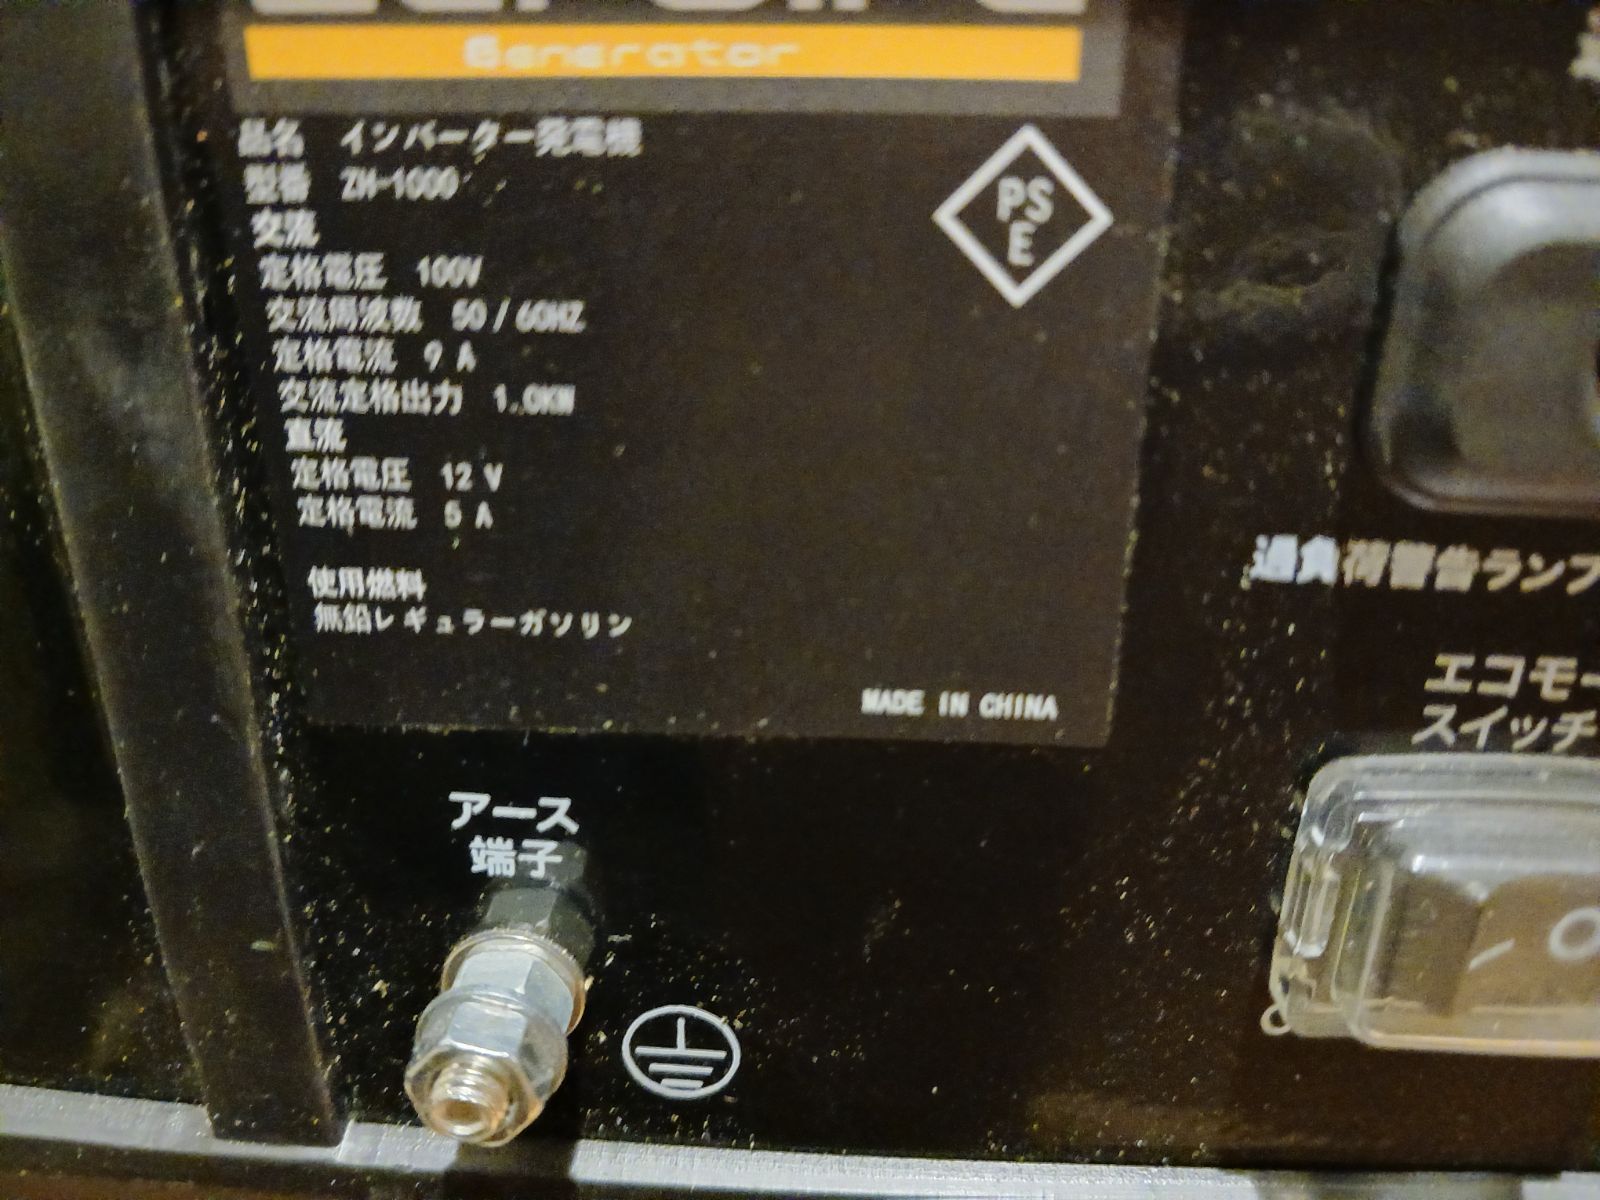 Generator
品名 インバーター発電機
型番 ZH-1000
交流
定格電圧 100V
交流周波数 50/60HZ
定格電流 9 A
交流定格出力 1.0KW
直流
定格電圧 12 V
定格電流 5 A
使用燃料
無鉛レギュラーガソリン
PS
E
MADE IN CHINA
過負荷警告ランプ
エコモー
スイッチ
アース
端子